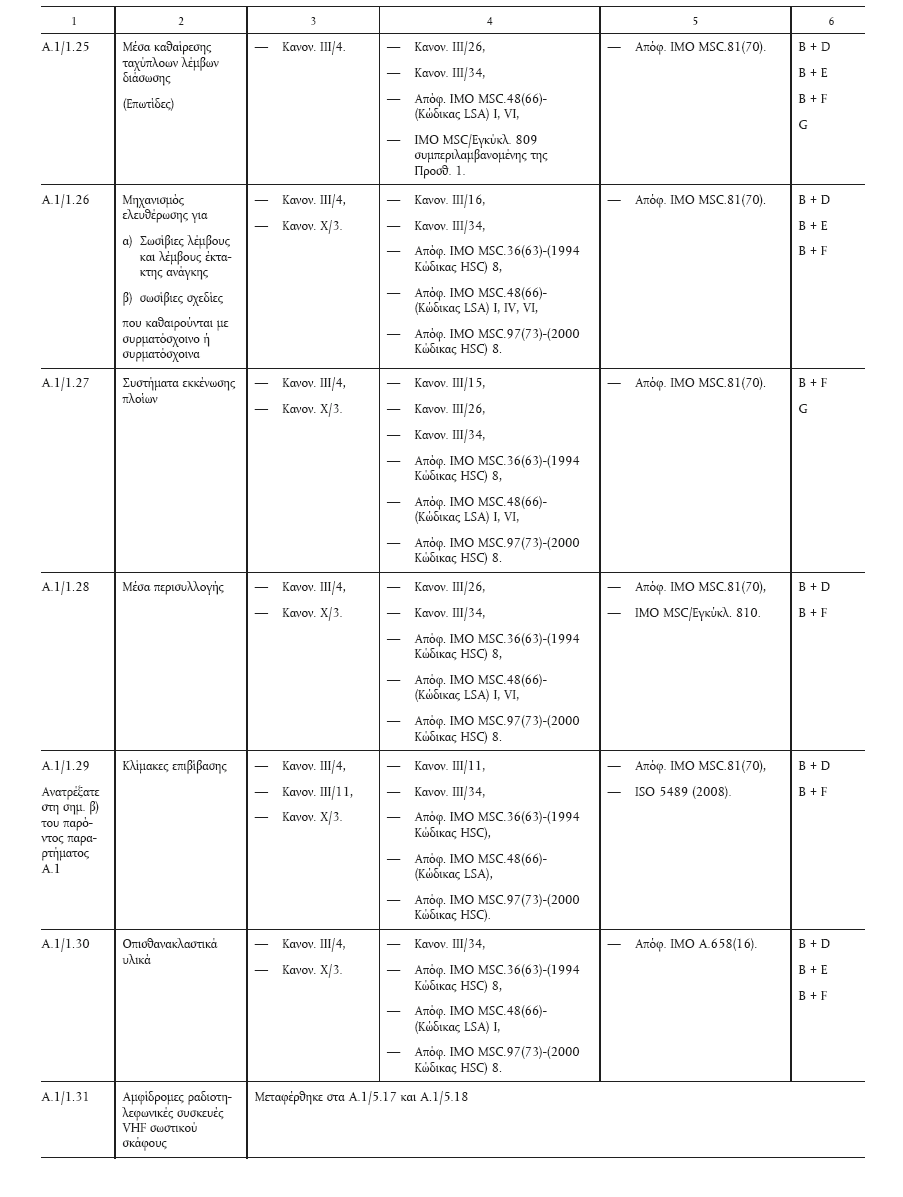 1 2 3 4 5 6
A.1/1.25
Μέσα καθαίρεσης
ταχύπλοων λέμβων
διάσωσης
(Επωτίδες)
— Κανον. III/4.
— Κανον. III/26,
— Κανον. III/34,
— Απόφ. IMO MSC.48(66)-
(Κώδικας LSA) I, VI,
— IMO MSC/Εγκύκλ. 809
συμπεριλαμβανομένης της
Προσθ. 1.
— Απόφ. IMO MSC.81(70).
B + D
B + E
B + F
G
A.1/1.26
Μηχανισμός
ελευθέρωσης για
α) Σωσίβιες λέμβους
και λέμβους έκτα-
κτης ανάγκης
β) σωσίβιες σχεδίες
που καθαιρούνται με
συρματόσχοινο ή
συρματόσχοινα
— Κανον. III/4,
— Κανον. X/3.
— Κανον. III/16,
— Κανον. III/34,
— Απόφ. IMO MSC.36(63)-(1994
Κώδικας HSC) 8,
— Απόφ. IMO MSC.48(66)-
(Κώδικας LSA) I, IV, VI,
— Απόφ. IMO MSC.97(73)-(2000
Κώδικας HSC) 8.
— Απόφ. IMO MSC.81(70).
B + D
B + E
B + F
A.1/1.27
Συστήματα εκκένωσης
πλοίων
— Κανον. III/4,
— Κανον. X/3.
— Κανον. III/15,
— Κανον. III/26,
— Κανον. III/34,
— Απόφ. IMO MSC.36(63)-(1994
Κώδικας HSC) 8,
— Απόφ. IMO MSC.48(66)-
(Κώδικας LSA) I, VI,
— Απόφ. IMO MSC.97(73)-(2000
Κώδικας HSC) 8.
— Απόφ. IMO MSC.81(70).
B + F
G
A.1/1.28
Μέσα περισυλλογής
— Κανον. III/4,
— Κανον. X/3.
— Κανον. III/26,
— Κανον. III/34,
— Απόφ. IMO MSC.36(63)-(1994
Κώδικας HSC) 8,
— Απόφ. IMO MSC.48(66)-
(Κώδικας LSA) I, VI,
— Απόφ. IMO MSC.97(73)-(2000
Κώδικας HSC) 8.
— Απόφ. IMO MSC.81(70),
— IMO MSC/Εγκύκλ. 810.
B + D
B + F
A.1/1.29
Ανατρέξατε
στη σημ. β)
του παρό-
ντος παρα-
ρτήματος
A.1
Κλίμακες επιβίβασης
— Κανον. III/4,
— Κανον. III/11,
— Κανον. X/3.
— Κανον. III/11,
— Κανον. III/34,
— Απόφ. IMO MSC.36(63)-(1994
Κώδικας HSC),
— Απόφ. IMO MSC.48(66)-
(Κώδικας LSA),
— Απόφ. IMO MSC.97(73)-(2000
Κώδικας HSC).
— Απόφ. IMO MSC.81(70),
— ISO 5489 (2008).
B + D
B + F
A.1/1.30
Οπισθανακλαστικά
υλικά
— Κανον. III/4,
— Κανον. X/3.
— Κανον. III/34,
— Απόφ. IMO MSC.36(63)-(1994
Κώδικας HSC) 8,
— Απόφ. IMO MSC.48(66)-
(Κώδικας LSA) I,
— Απόφ. IMO MSC.97(73)-(2000
Κώδικας HSC) 8.
— Απόφ. IMO A.658(16).
B + D
B + E
B + F
A.1/1.31
Αμφίδρομες ραδιοτη-
λεφωνικές συσκευές
VHF σωστικού
σκάφους
Μεταφέρθηκε στα A.1/5.17 και A.1/5.18